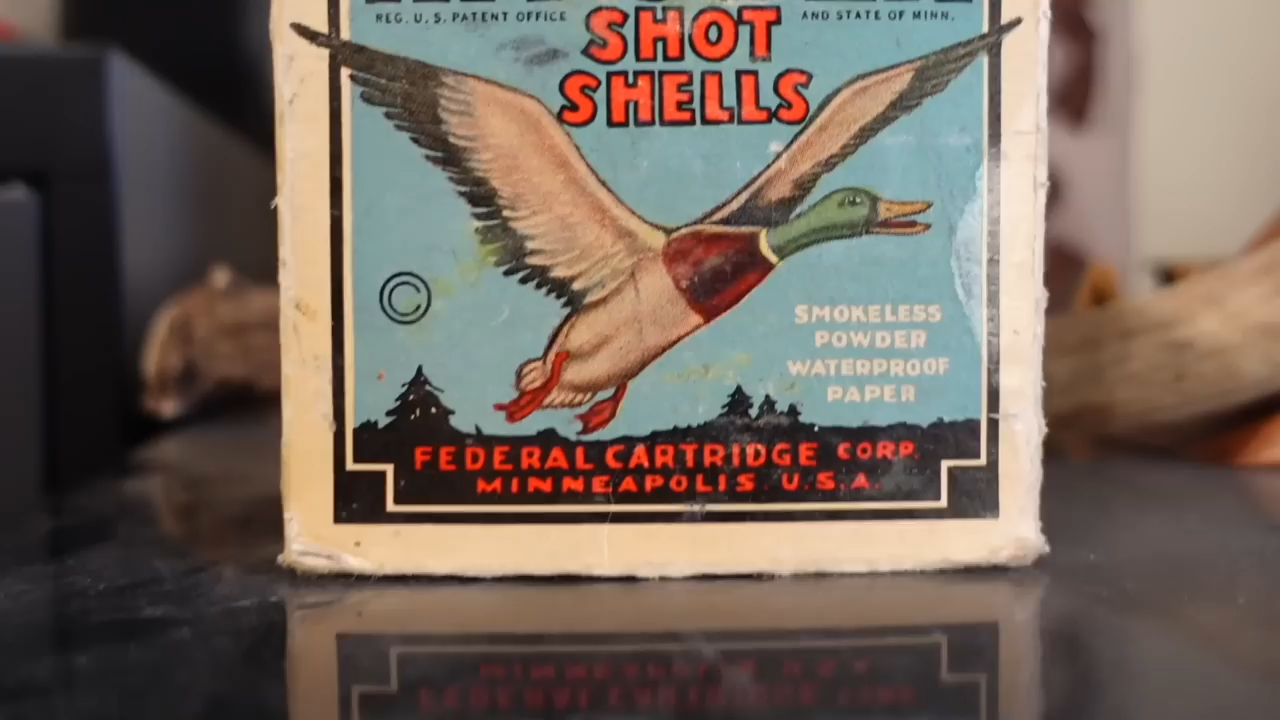 REG. U. S. PATENT OFFICE AND STATE OF MINN.
SHOT
SHELLS
©
SMOKELESS
POWDER
WATERPROOF
PAPER
FEDERAL CARTRIDGE CORP.
MINNEAPOLIS, U.S.A.